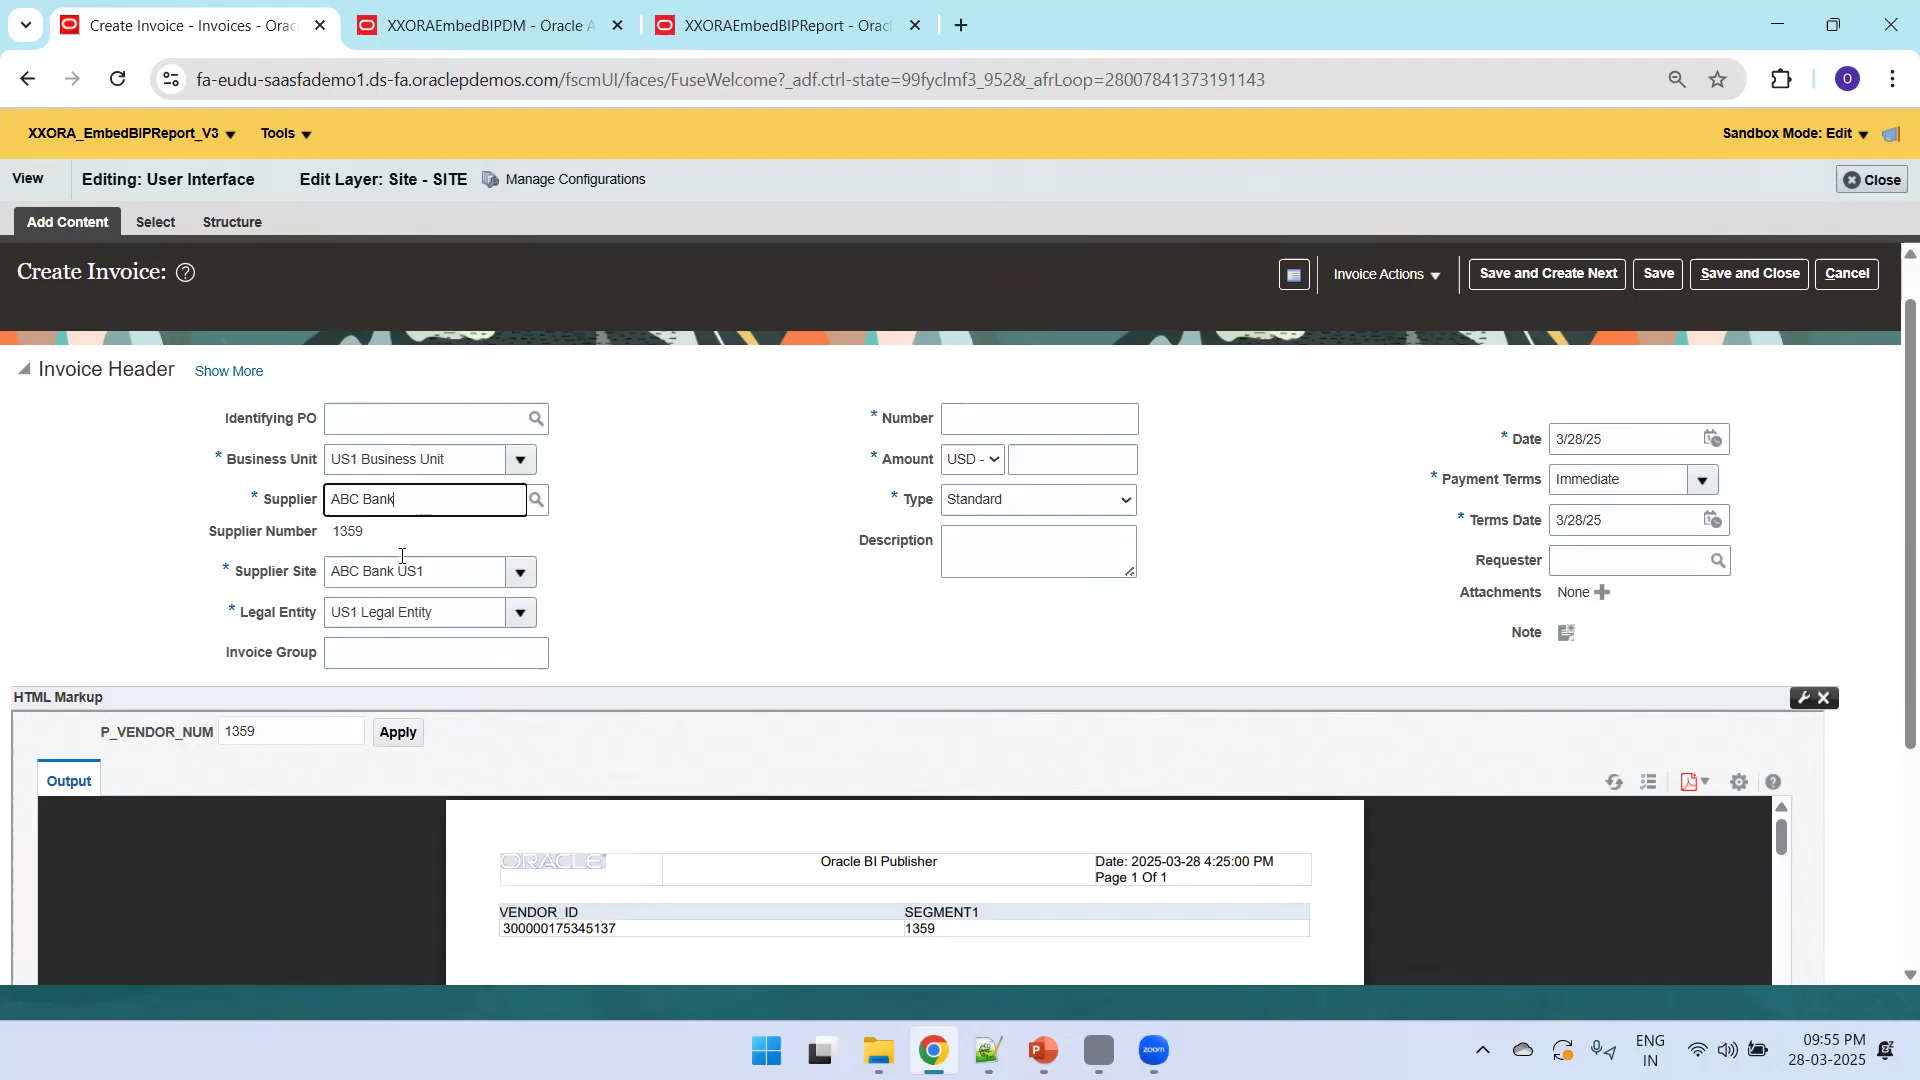 Create Invoice - Invoices - Orac
XXORAEmbedBIPDM - Oracle A
XXORAEmbedBIPReport - Orac
fa-eudu-saasfademo1.ds-fa.oraclepdemos.com/fscmUI/faces/FuseWelcome?_adf.ctrl-state=99fyclmf3_952&_afrLoop=28007841373191143
O
XXORA_EmbedBIPReport_V3
Tools
Sandbox Mode: Edit
View
Editing: User Interface
Edit Layer: Site - SITE
Manage Configurations
Close
Add Content
Select
Structure
Create Invoice:
Invoice Actions
Save and Create Next
Save
Save and Close
Cancel
Invoice Header
Show More
Identifying PO
* Business Unit US1 Business Unit
* Supplier ABC Bank
Supplier Number 1359
* Supplier Site ABC Bank US1
* Legal Entity US1 Legal Entity
Invoice Group
* Number
* Amount USD -
* Type Standard
Description
* Date 3/28/25
* Payment Terms Immediate
* Terms Date 3/28/25
Requester
Attachments None
Note
HTML Markup
P_VENDOR_NUM 1359 Apply
Output
ORACLE
Oracle BI Publisher
Date: 2025-03-28 4:25:00 PM
Page 1 Of 1
VENDOR_ID SEGMENT1
300000175345137 1359
zoom
ENG
IN
09:55 PM
28-03-2025